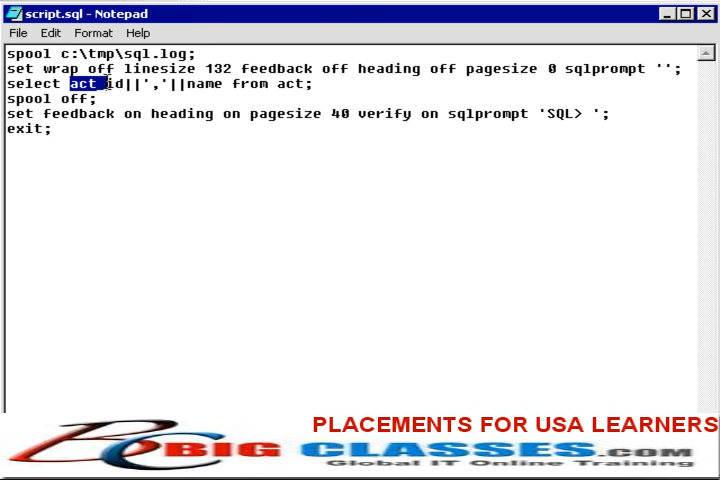 script.sql - Notepad
File Edit Format Help
spool c:\tmp\sql.log;
set wrap off linesize 132 feedback off heading off pagesize 0 sqlprompt '';
select act_id||','||name from act;
spool off;
set feedback on heading on pagesize 40 verify on sqlprompt 'SQL> ';
exit;
PLACEMENTS FOR USA LEARNERS
BC BIG CLASSES.COM
Global IT Online Training